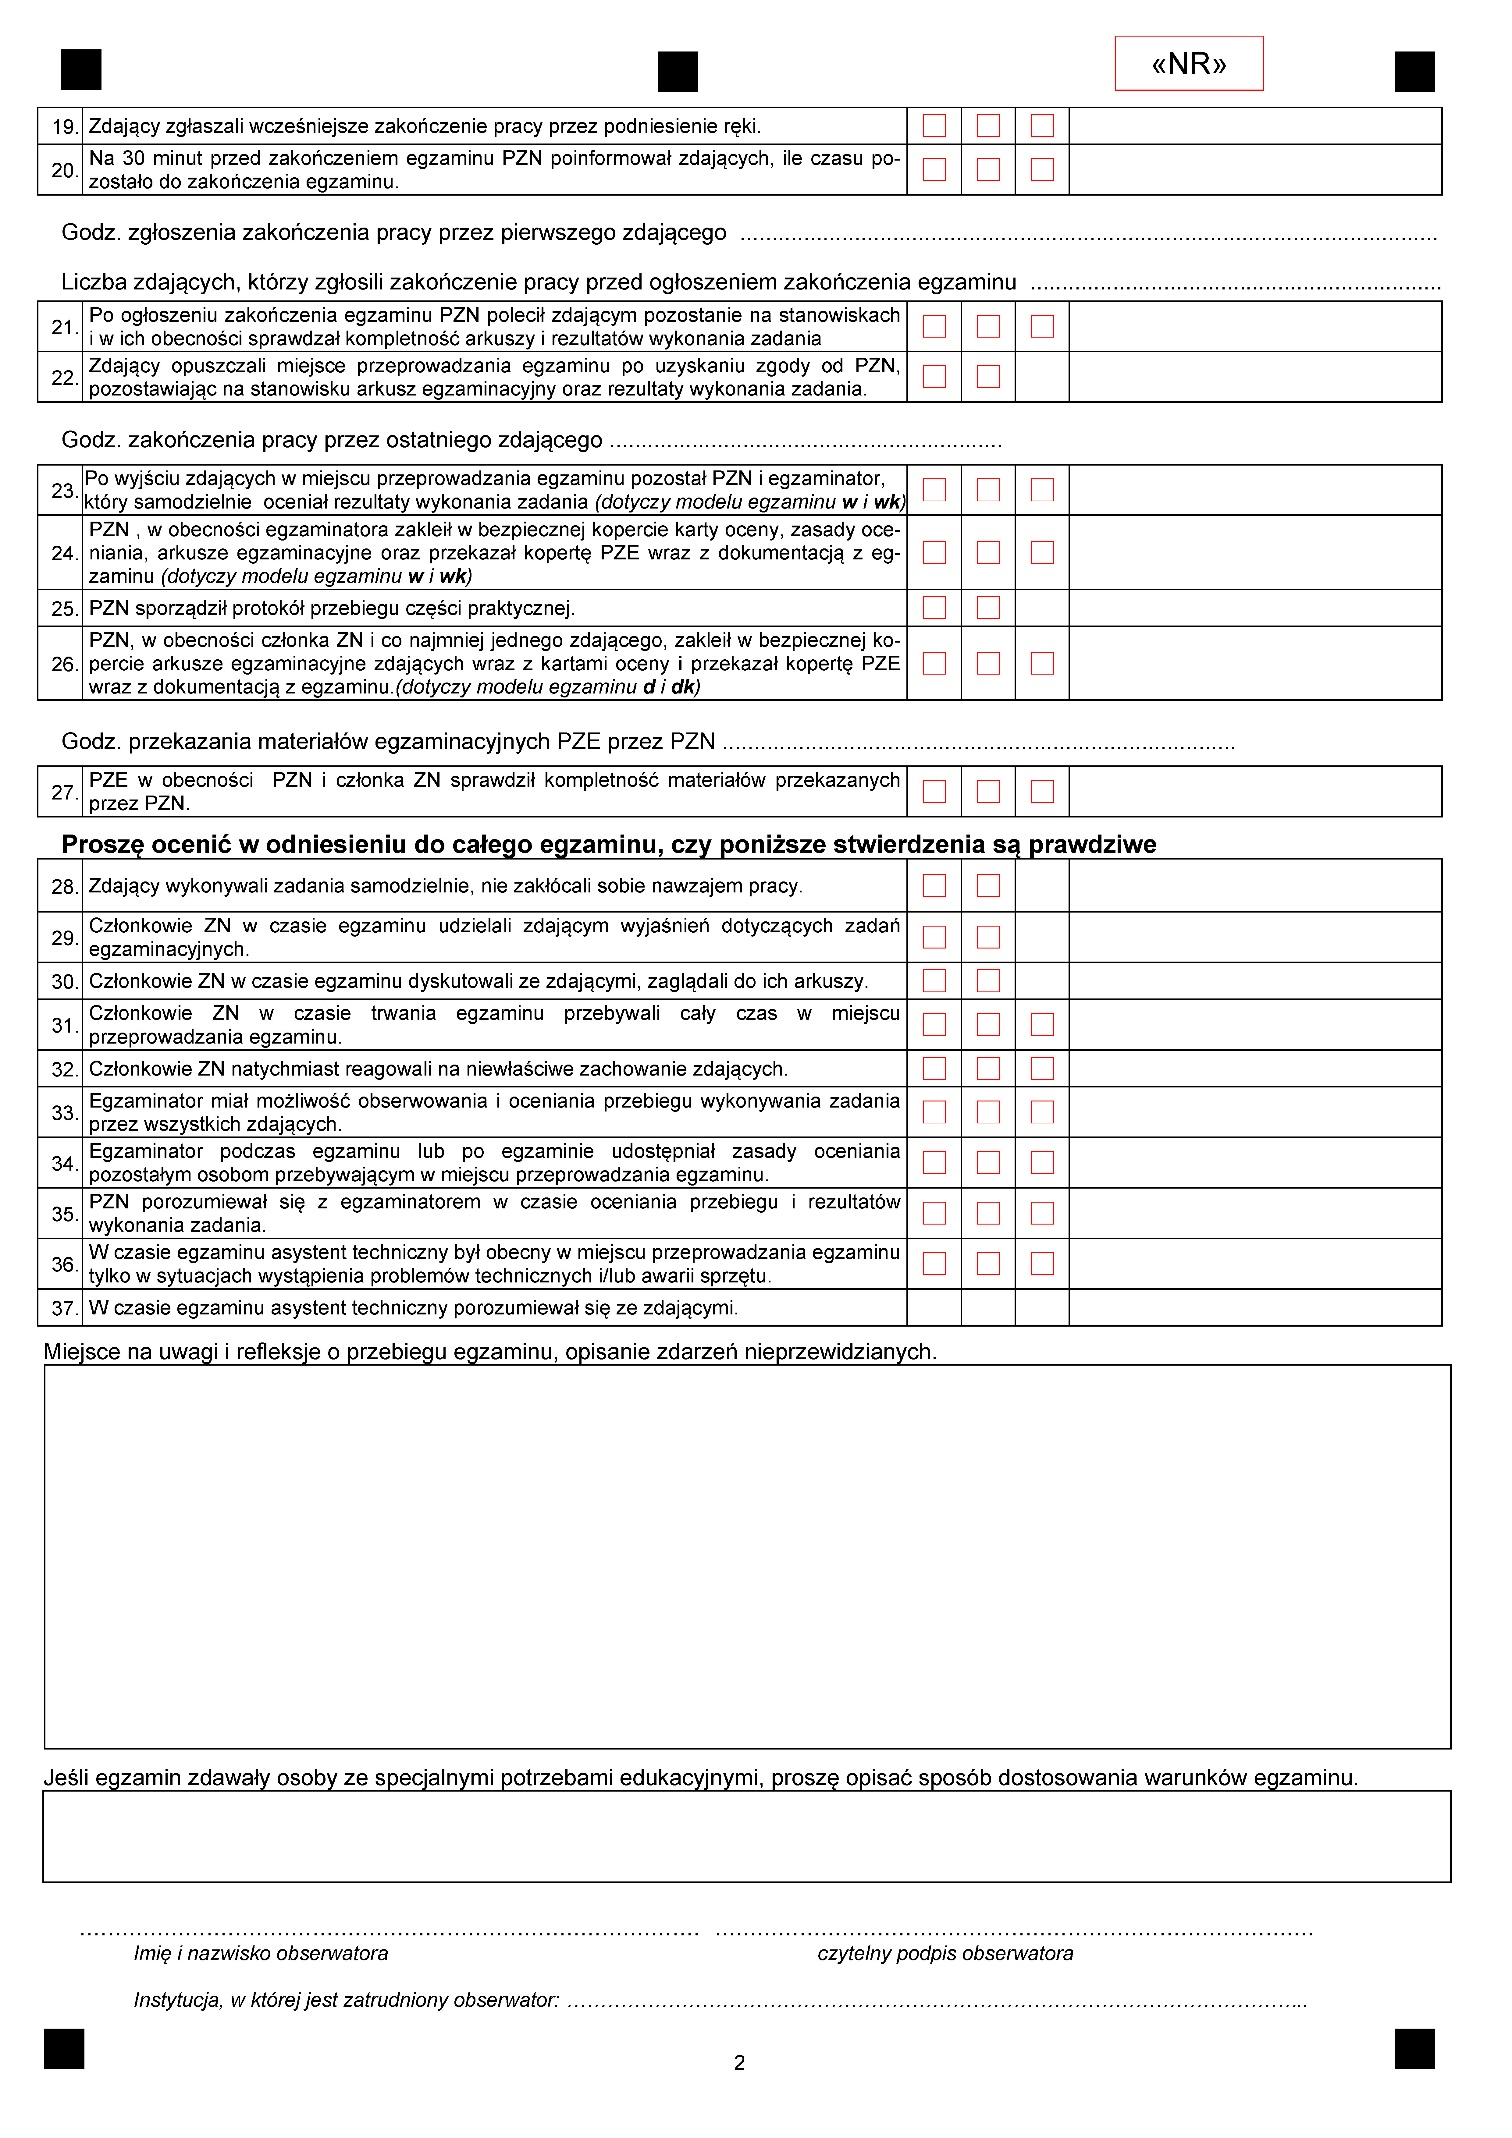 «NR»
19. Zdający zgłaszali wcześniejsze zakończenie pracy przez podniesienie ręki.
20. Na 30 minut przed zakończeniem egzaminu PZN poinformował zdających, ile czasu po-
zostało do zakończenia egzaminu.
Godz. zgłoszenia zakończenia pracy przez pierwszego zdającego ..............................................................................................................
Liczba zdających, którzy zgłosili zakończenie pracy przed ogłoszeniem zakończenia egzaminu .................................................................
21. Po ogłoszeniu zakończenia egzaminu PZN polecił zdającym pozostanie na stanowiskach
i w ich obecności sprawdzał kompletność arkuszy i rezultatów wykonania zadania
22. Zdający opuszczali miejsce przeprowadzania egzaminu po uzyskaniu zgody od PZN,
pozostawiając na stanowisku arkusz egzaminacyjny oraz rezultaty wykonania zadania.
Godz. zakończenia pracy przez ostatniego zdającego ..............................................................
23. Po wyjściu zdających w miejscu przeprowadzania egzaminu pozostał PZN i egzaminator,
który samodzielnie oceniał rezultaty wykonania zadania (dotyczy modelu egzaminu w i wk)
24. PZN , w obecności egzaminatora zakleił w bezpiecznej kopercie karty oceny, zasady oce-
niania, arkusze egzaminacyjne oraz przekazał kopertę PZE wraz z dokumentacją z eg-
zaminu (dotyczy modelu egzaminu w i wk)
25. PZN sporządził protokół przebiegu części praktycznej.
26. PZN, w obecności członka ZN i co najmniej jednego zdającego, zakleił w bezpiecznej ko-
percie arkusze egzaminacyjne zdających wraz z kartami oceny i przekazał kopertę PZE
wraz z dokumentacją z egzaminu.(dotyczy modelu egzaminu d i dk)
Godz. przekazania materiałów egzaminacyjnych PZE przez PZN .................................................................................
27. PZE w obecności PZN i członka ZN sprawdził kompletność materiałów przekazanych
przez PZN.
Proszę ocenić w odniesieniu do całego egzaminu, czy poniższe stwierdzenia są prawdziwe
28. Zdający wykonywali zadania samodzielnie, nie zakłócali sobie nawzajem pracy.
29. Członkowie ZN w czasie egzaminu udzielali zdającym wyjaśnień dotyczących zadań
egzaminacyjnych.
30. Członkowie ZN w czasie egzaminu dyskutowali ze zdającymi, zaglądali do ich arkuszy.
31. Członkowie ZN w czasie trwania egzaminu przebywali cały czas w miejscu
przeprowadzania egzaminu.
32. Członkowie ZN natychmiast reagowali na niewłaściwe zachowanie zdających.
33. Egzaminator miał możliwość obserwowania i oceniania przebiegu wykonywania zadania
przez wszystkich zdających.
34. Egzaminator podczas egzaminu lub po egzaminie udostępniał zasady oceniania
pozostałym osobom przebywającym w miejscu przeprowadzania egzaminu.
35. PZN porozumiewał się z egzaminatorem w czasie oceniania przebiegu i rezultatów
wykonania zadania.
36. W czasie egzaminu asystent techniczny był obecny w miejscu przeprowadzania egzaminu
tylko w sytuacjach wystąpienia problemów technicznych i/lub awarii sprzętu.
37. W czasie egzaminu asystent techniczny porozumiewał się ze zdającymi.
Miejsce na uwagi i refleksje o przebiegu egzaminu, opisanie zdarzeń nieprzewidzianych.
Jeśli egzamin zdawały osoby ze specjalnymi potrzebami edukacyjnymi, proszę opisać sposób dostosowania warunków egzaminu.
.......................................................................................... ......................................................................................
Imię i nazwisko obserwatora czytelny podpis obserwatora
Instytucja, w której jest zatrudniony obserwator: ..............................................................................................................
2